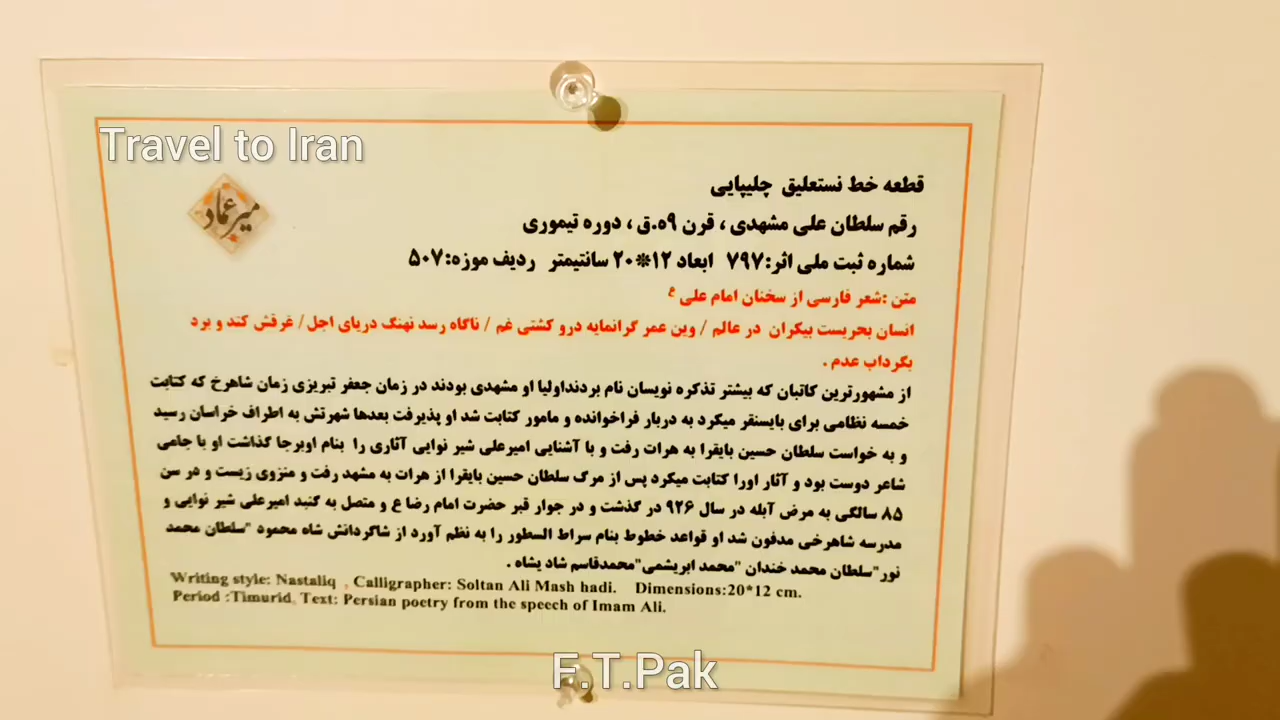 Travel to Iran
میرعماد
قطعه خط نستعلیق چلیپایی
رقم سلطان علی مشهدی ، قرن ۹ه.ق ، دوره تیموری
شماره ثبت ملی اثر:۷۹۷ ابعاد ۱۲*۲۰ سانتیمتر ردیف موزه:۵۰۷
متن :شعر فارسی از سخنان امام علی ع
انسان بحریست بیکران در عالم / وین عمر گرانمایه درو کشتی غم / ناگاه رسد نهنگ دریای اجل/ غرقش کند و برد
بگرداب عدم .
از مشهورترین کاتبان که بیشتر تذکره نویسان نام بردنداولیا او مشهدی بودند در زمان جعفر تبریزی زمان شاهرخ که کتابت
خمسه نظامی برای بایسنقر میکرد به دربار فراخوانده و مامور کتابت شد او پذیرفت بعدها شهرتش به اطراف خراسان رسید
و به خواست سلطان حسین بایقرا به هرات رفت و با آشنایی امیرعلی شیر نوایی آثاری را بنام اوبرجا گذاشت او با جامی
شاعر دوست بود و آثار اورا کتابت میکرد پس از مرک سلطان حسین بایقرا از هرات به مشهد رفت و منزوی زیست و در سن
۸۵ سالگی به مرض آبله در سال ۹۲۶ در گذشت و در جوار قبر حضرت امام رضا ع و متصل به گنبد امیرعلی شیر نوایی و
مدرسه شاهرخی مدفون شد او قواعد خطوط بنام سراط السطور را به نظم آورد از شاگردانش شاه محمود "سلطان محمد
نور"سلطان محمد خندان "محمد ابریشمی"محمدقاسم شاد یشاه .
Writing style: Nastaliq , Calligrapher: Soltan Ali Mash hadi. Dimensions:20*12 cm.
Period :Timurid. Text: Persian poetry from the speech of Imam Ali.
F.T.Pak